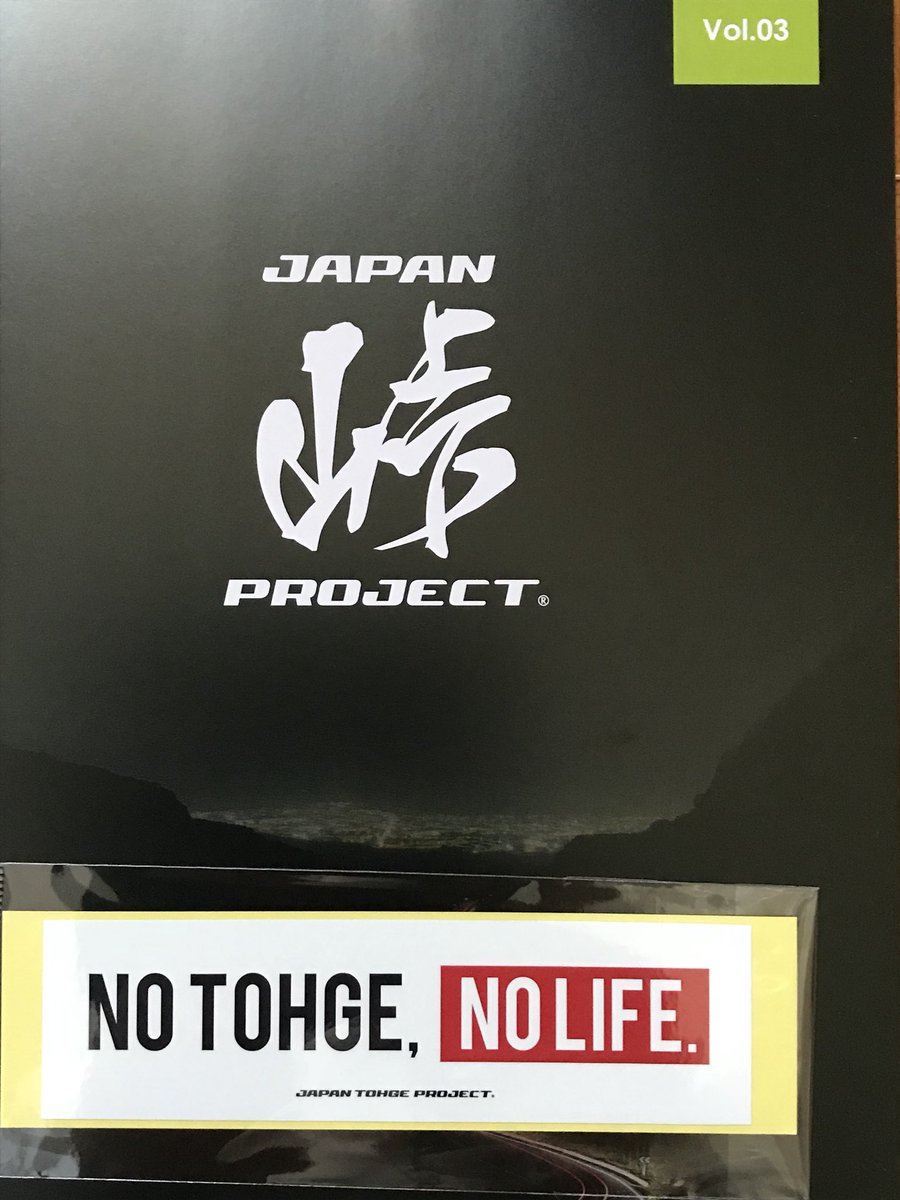 Vol.03
JAPAN
峠
PROJECT®
NO TOHGE, NO LIFE.
JAPAN TOHGE PROJECT®